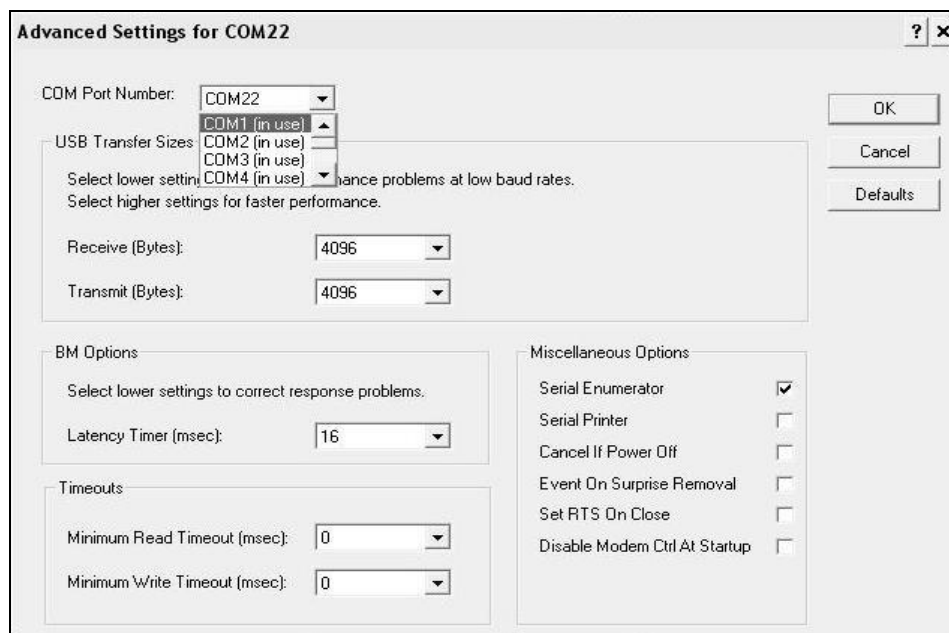 Advanced Settings for COM22
COM Port Number:
COM22
COM1 (in use)
COM2 (in use)
COM3 (in use)
COM4 (in use)
OK
Cancel
Defaults
USB Transfer Sizes
Select lower setting mance problems at low baud rates.
Select higher settings for faster performance.
Receive (Bytes):
4096
Transmit (Bytes):
4096
BM Options
Select lower settings to correct response problems.
Latency Timer (msec):
16
Timeouts
Minimum Read Timeout (msec):
0
Minimum Write Timeout (msec):
0
Miscellaneous Options
Serial Enumerator
Serial Printer
Cancel If Power Off
Event On Surprise Removal
Set RTS On Close
Disable Modem Ctrl At Startup